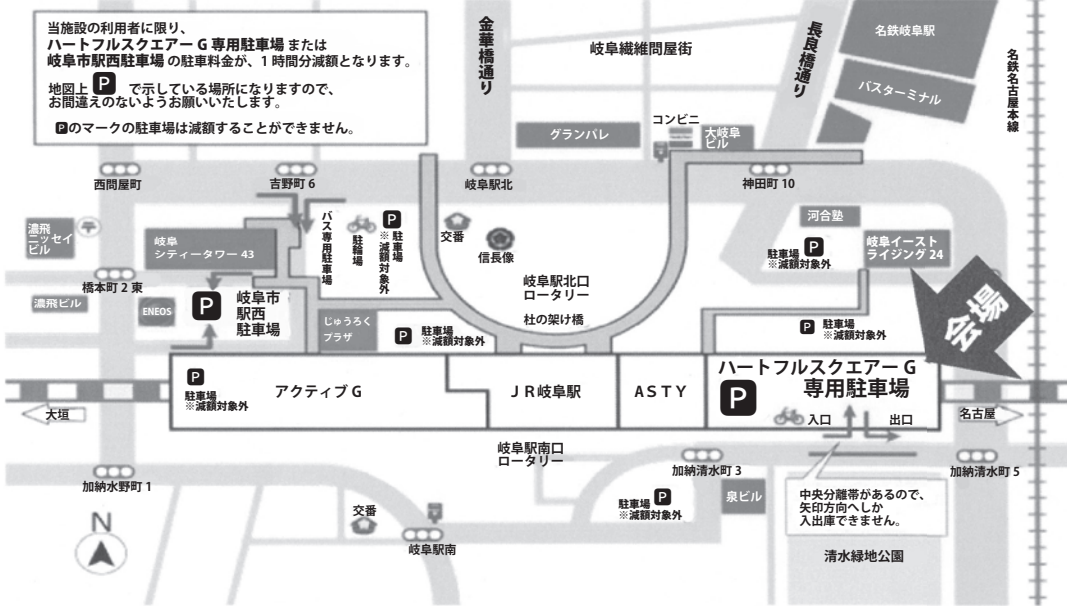 当施設の利用者に限り、
ハートフルスクエアーG専用駐車場 または
岐阜市駅西駐車場 の駐車料金が、1時間分減額となります。
地図上 P で示している場所になりますので、
お間違えのないようお願いいたします。
Pのマークの駐車場は減額することができません。
金華橋通り
岐阜繊維問屋街
長良橋通り
名鉄岐阜駅
バスターミナル
名鉄名古屋本線
グランパレ
コンビニ
大岐阜
ビル
西問屋町
吉野町 6
岐阜駅北
神田町 10
濃飛
ニッセイ
ビル
岐阜
シティータワー 43
バス専用駐車場
駐輪場
P
駐車場
※減額対象外
交番
信長像
河合塾
駐車場 P
※減額対象外
岐阜イースト
ライジング 24
橋本町 2 東
濃飛ビル
ENEOS
P
岐阜市
駅西
駐車場
岐阜駅北口
ロータリー
杜の架け橋
じゅうろく
プラザ
P 駐車場
※減額対象外
P 駐車場
※減額対象外
会場
P
駐車場
※減額対象外
アクティブ G
JR岐阜駅
ASTY
ハートフルスクエアー G
専用駐車場
P
入口
出口
大垣
名古屋
岐阜駅南口
ロータリー
加納水野町 1
加納清水町 3
加納清水町 5
駐車場 P
※減額対象外
泉ビル
中央分離帯があるので、
矢印方向へしか
入出庫できません。
N
交番
岐阜駅南
清水緑地公園